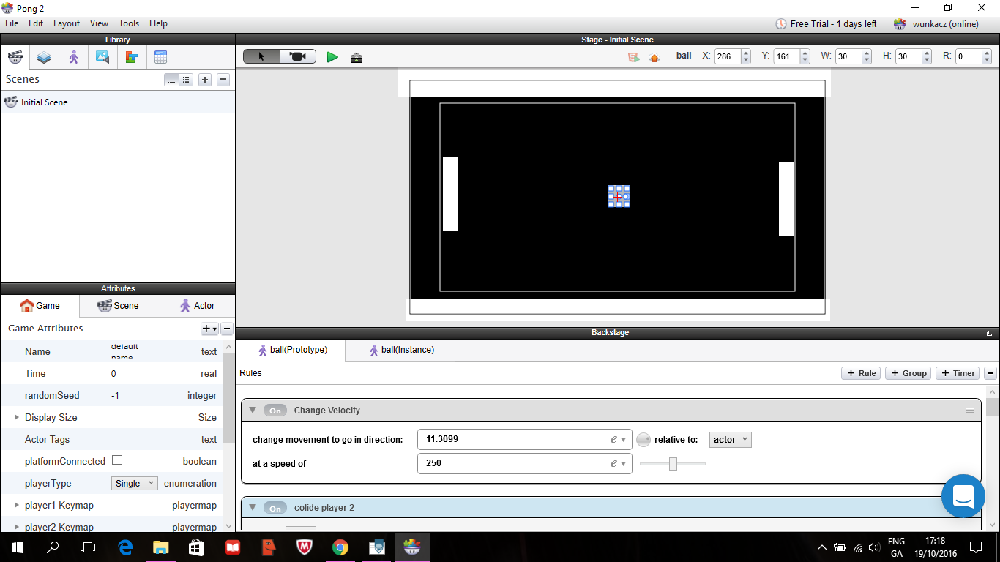 Pong 2
File Edit Layout View Tools Help
Free Trial - 1 days left wunkacz (online)
Library
Scenes
Initial Scene
Stage - Initial Scene
ball X: 286 Y: 161 W: 30 H: 30 R: 0
Attributes
Game Scene Actor
Game Attributes
Name default name text
Time 0 real
randomSeed -1 integer
Display Size Size
Actor Tags text
platformConnected boolean
playerType Single enumeration
player1 Keymap playermap
player2 Keymap playermap
Backstage
ball(Prototype) ball(Instance)
Rules + Rule + Group + Timer
On Change Velocity
change movement to go in direction: 11.3099 e relative to: actor
at a speed of 250 e
On colide player 2
ENG
GA
17:18
19/10/2016